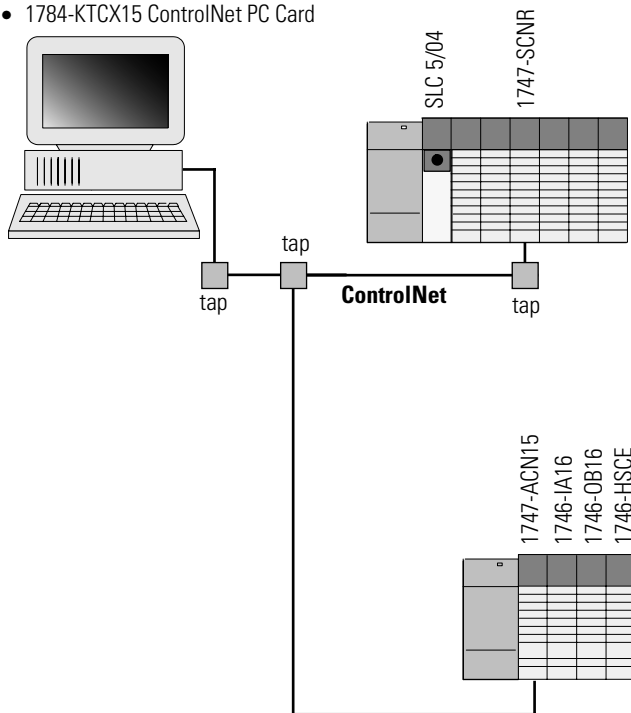 • 1784-KTCX15 ControlNet PC Card
SLC 5/04
1747-SCNR
tap
tap
ControlNet
tap
1747-ACN15
1746-IA16
1746-OB16
1746-HSCE